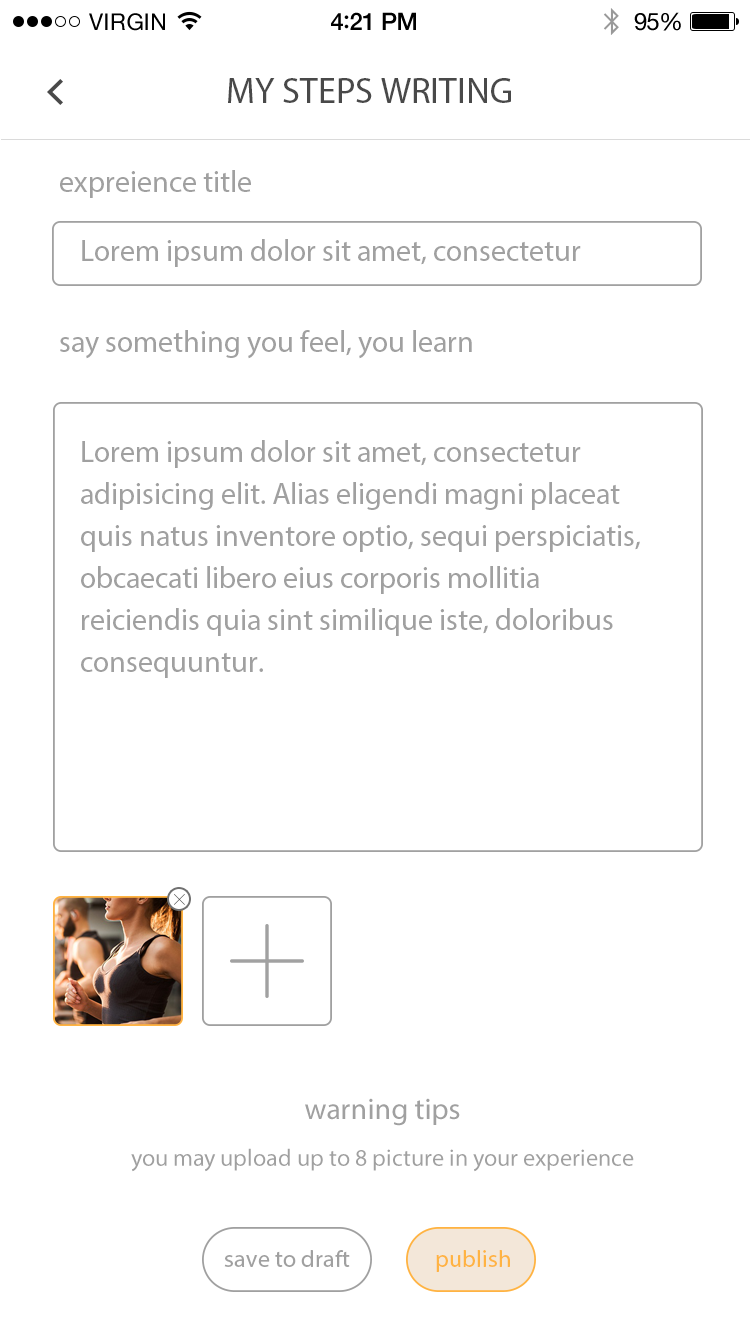 VIRGIN 4:21 PM 95%
MY STEPS WRITING
expreience title
Lorem ipsum dolor sit amet, consectetur
say something you feel, you learn
Lorem ipsum dolor sit amet, consectetur
adipisicing elit. Alias eligendi magni placeat
quis natus inventore optio, sequi perspiciatis,
obcaecati libero eius corporis mollitia
reiciendis quia sint similique iste, doloribus
consequuntur.
warning tips
you may upload up to 8 picture in your experience
save to draft publish